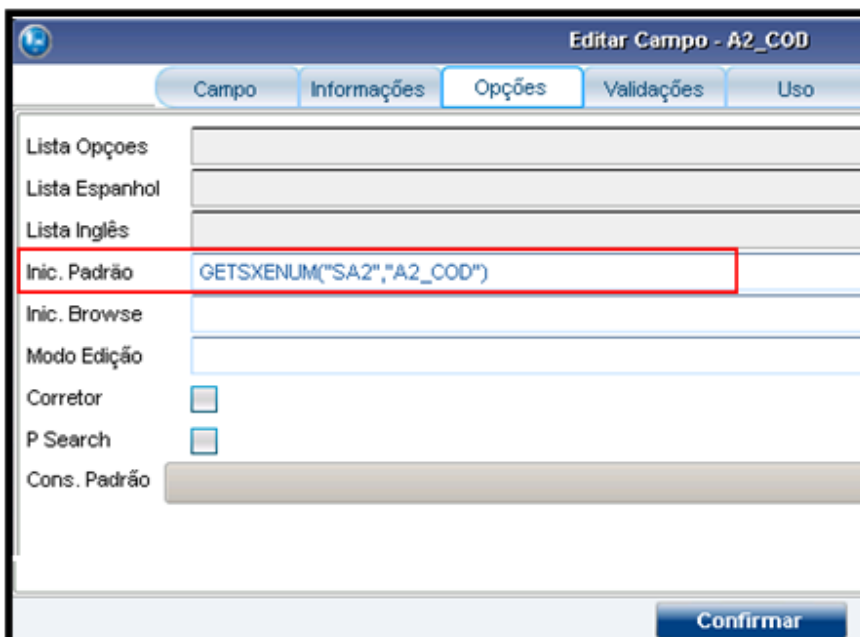 Editar Campo - A2_COD
Campo Informações Opções Validações Uso
Lista Opçoes
Lista Espanhol
Lista Inglês
Inic. Padrão GETSXENUM("SA2","A2_COD")
Inic. Browse
Modo Edição
Corretor
P Search
Cons. Padrão
Confirmar